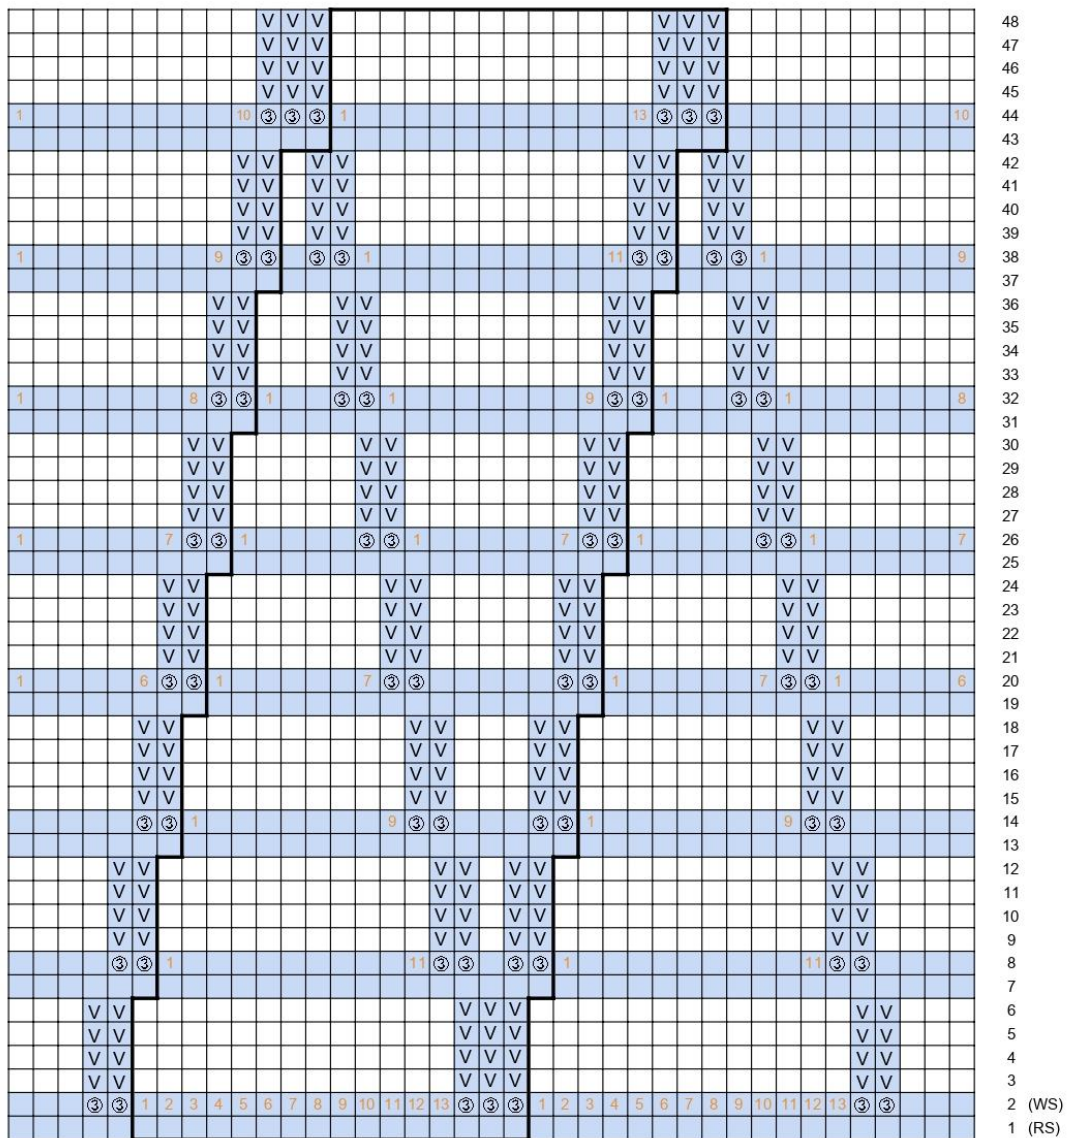 V V V V V V 48
V V V V V V 47
V V V V V V 46
V V V V V V 45
1 10 ③ ③ ③ 1 13 ③ ③ ③ 10 44
43
V V V V V V V V 42
V V V V V V V V 41
V V V V V V V V 40
V V V V V V V V 39
1 9 ③ ③ ③ ③ 1 11 ③ ③ ③ ③ 1 9 38
37
V V V V V V V V 36
V V V V V V V V 35
V V V V V V V V 34
V V V V V V V V 33
1 8 ③ ③ 1 ③ ③ 1 9 ③ ③ 1 ③ ③ 1 8 32
31
V V V V V V V V 30
V V V V V V V V 29
V V V V V V V V 28
V V V V V V V V 27
1 7 ③ ③ 1 ③ ③ 1 7 ③ ③ 1 ③ ③ 1 7 26
25
V V V V V V V V 24
V V V V V V V V 23
V V V V V V V V 22
V V V V V V V V 21
1 6 ③ ③ 1 7 ③ ③ ③ ③ 1 7 ③ ③ 1 6 20
19
V V V V V V V V 18
V V V V V V V V 17
V V V V V V V V 16
V V V V V V V V 15
③ ③ 1 9 ③ ③ ③ ③ 1 9 ③ ③ 14
13
V V V V V V V V 12
V V V V V V V V 11
V V V V V V V V 10
V V V V V V V V 9
③ ③ 1 11 ③ ③ ③ ③ 1 11 ③ ③ 8
7
V V V V V V V 6
V V V V V V V 5
V V V V V V V 4
V V V V V V V 3
③ ③ 1 2 3 4 5 6 7 8 9 10 11 12 13 ③ ③ ③ 1 2 3 4 5 6 7 8 9 10 11 12 13 ③ ③ 2 (WS)
1 (RS)